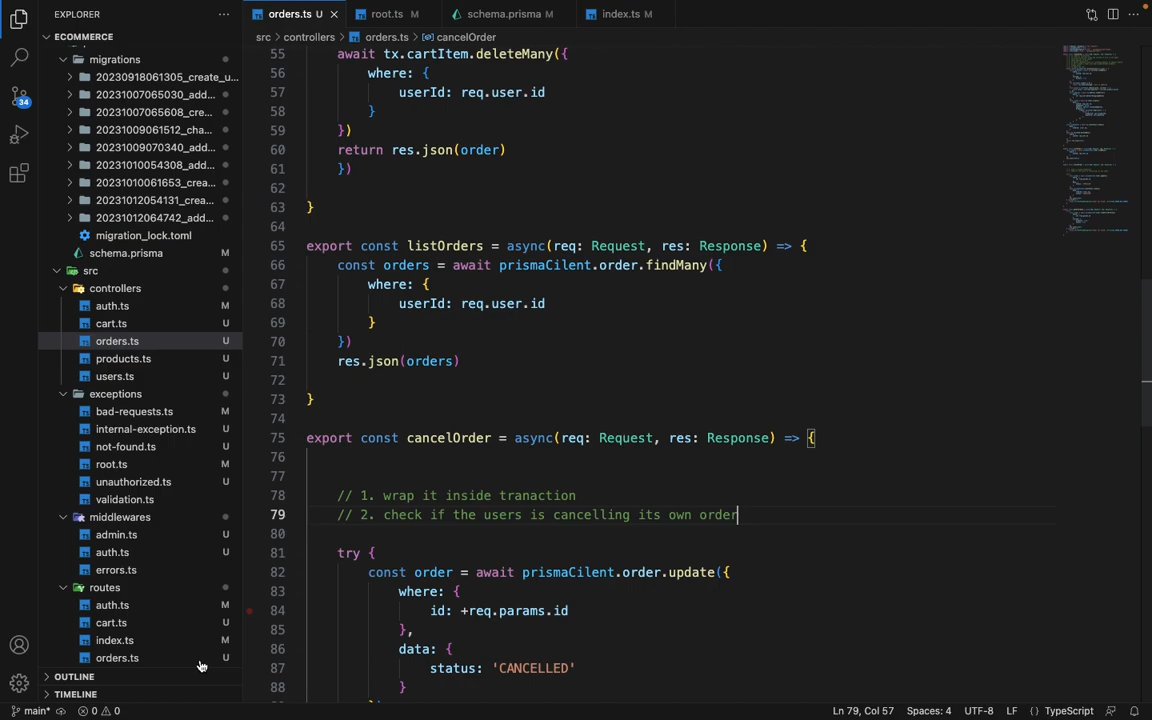 EXPLORER
orders.ts U
root.ts M
schema.prisma M
index.ts M
ECOMMERCE
src > controllers > orders.ts > cancelOrder
migrations
20230918061305_create_u...
20231007065030_add...
20231007065608_cre...
20231009061512_cha...
20231009070340_add...
20231010054308_add...
20231010061653_crea...
20231012054131_crea...
20231012064742_add...
migration_lock.toml
schema.prisma M
src
controllers
auth.ts M
cart.ts U
orders.ts U
products.ts U
users.ts U
exceptions
bad-requests.ts M
internal-exception.ts U
not-found.ts U
root.ts M
unauthorized.ts U
validation.ts
middlewares
admin.ts U
auth.ts U
errors.ts
routes
auth.ts M
cart.ts U
index.ts M
orders.ts U
OUTLINE
TIMELINE
34
55 await tx.cartItem.deleteMany({
56 where: {
57 userId: req.user.id
58 }
59 })
60 return res.json(order)
61 })
62
63 }
64
65 export const listOrders = async(req: Request, res: Response) => {
66 const orders = await prismaCilent.order.findMany({
67 where: {
68 userId: req.user.id
69 }
70 })
71 res.json(orders)
72
73 }
74
75 export const cancelOrder = async(req: Request, res: Response) => {
76
77
78 // 1. wrap it inside tranaction
79 // 2. check if the users is cancelling its own order
80
81 try {
82 const order = await prismaCilent.order.update({
83 where: {
84 id: +req.params.id
85 },
86 data: {
87 status: 'CANCELLED'
88 }
main* 0 0
Ln 79, Col 57 Spaces: 4 UTF-8 LF {} TypeScript